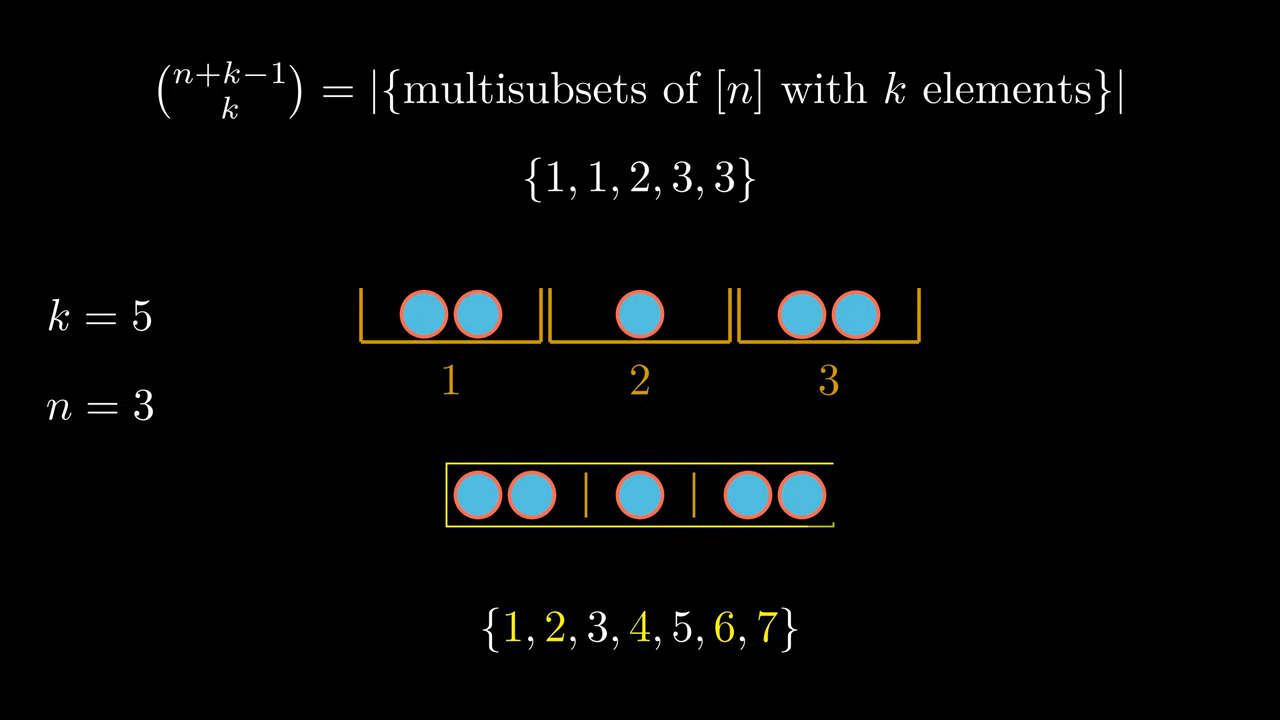 (n+k−1 k) = |{multisubsets of [n] with k elements}|
{1, 1, 2, 3, 3}
k = 5
n = 3
1 2 3
{1, 2, 3, 4, 5, 6, 7}